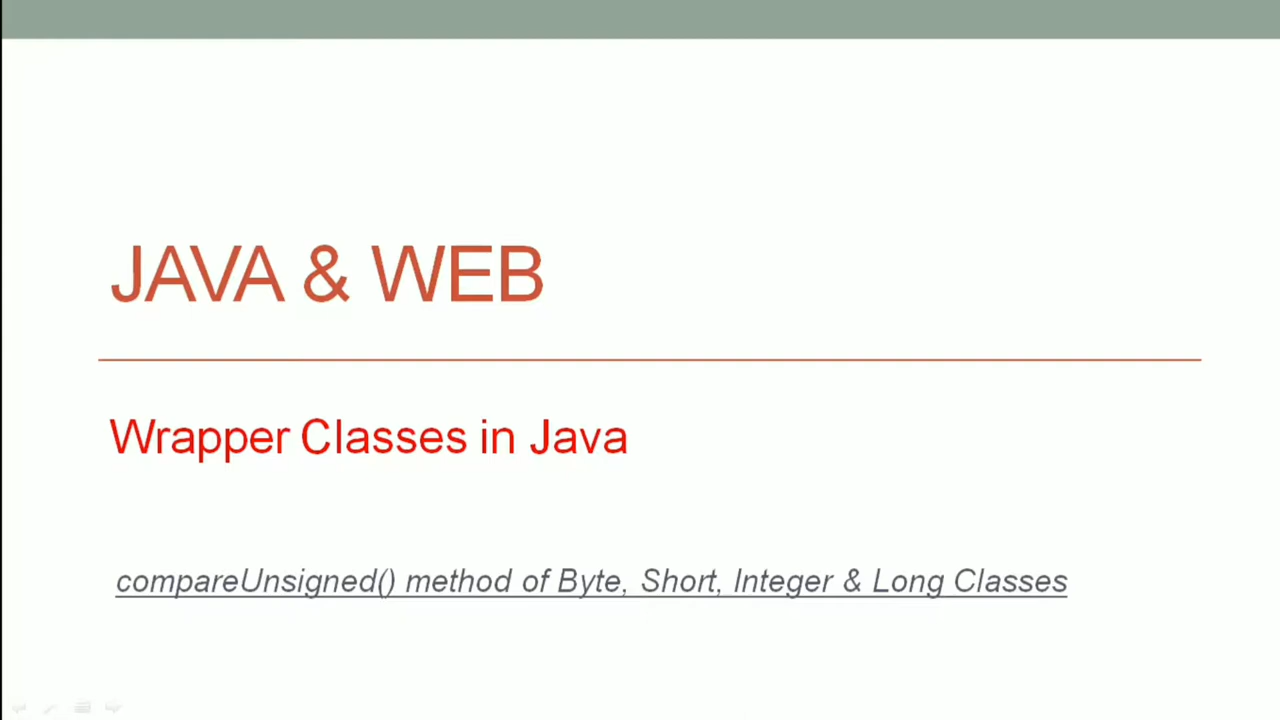 JAVA & WEB
Wrapper Classes in Java
compareUnsigned() method of Byte, Short, Integer & Long Classes